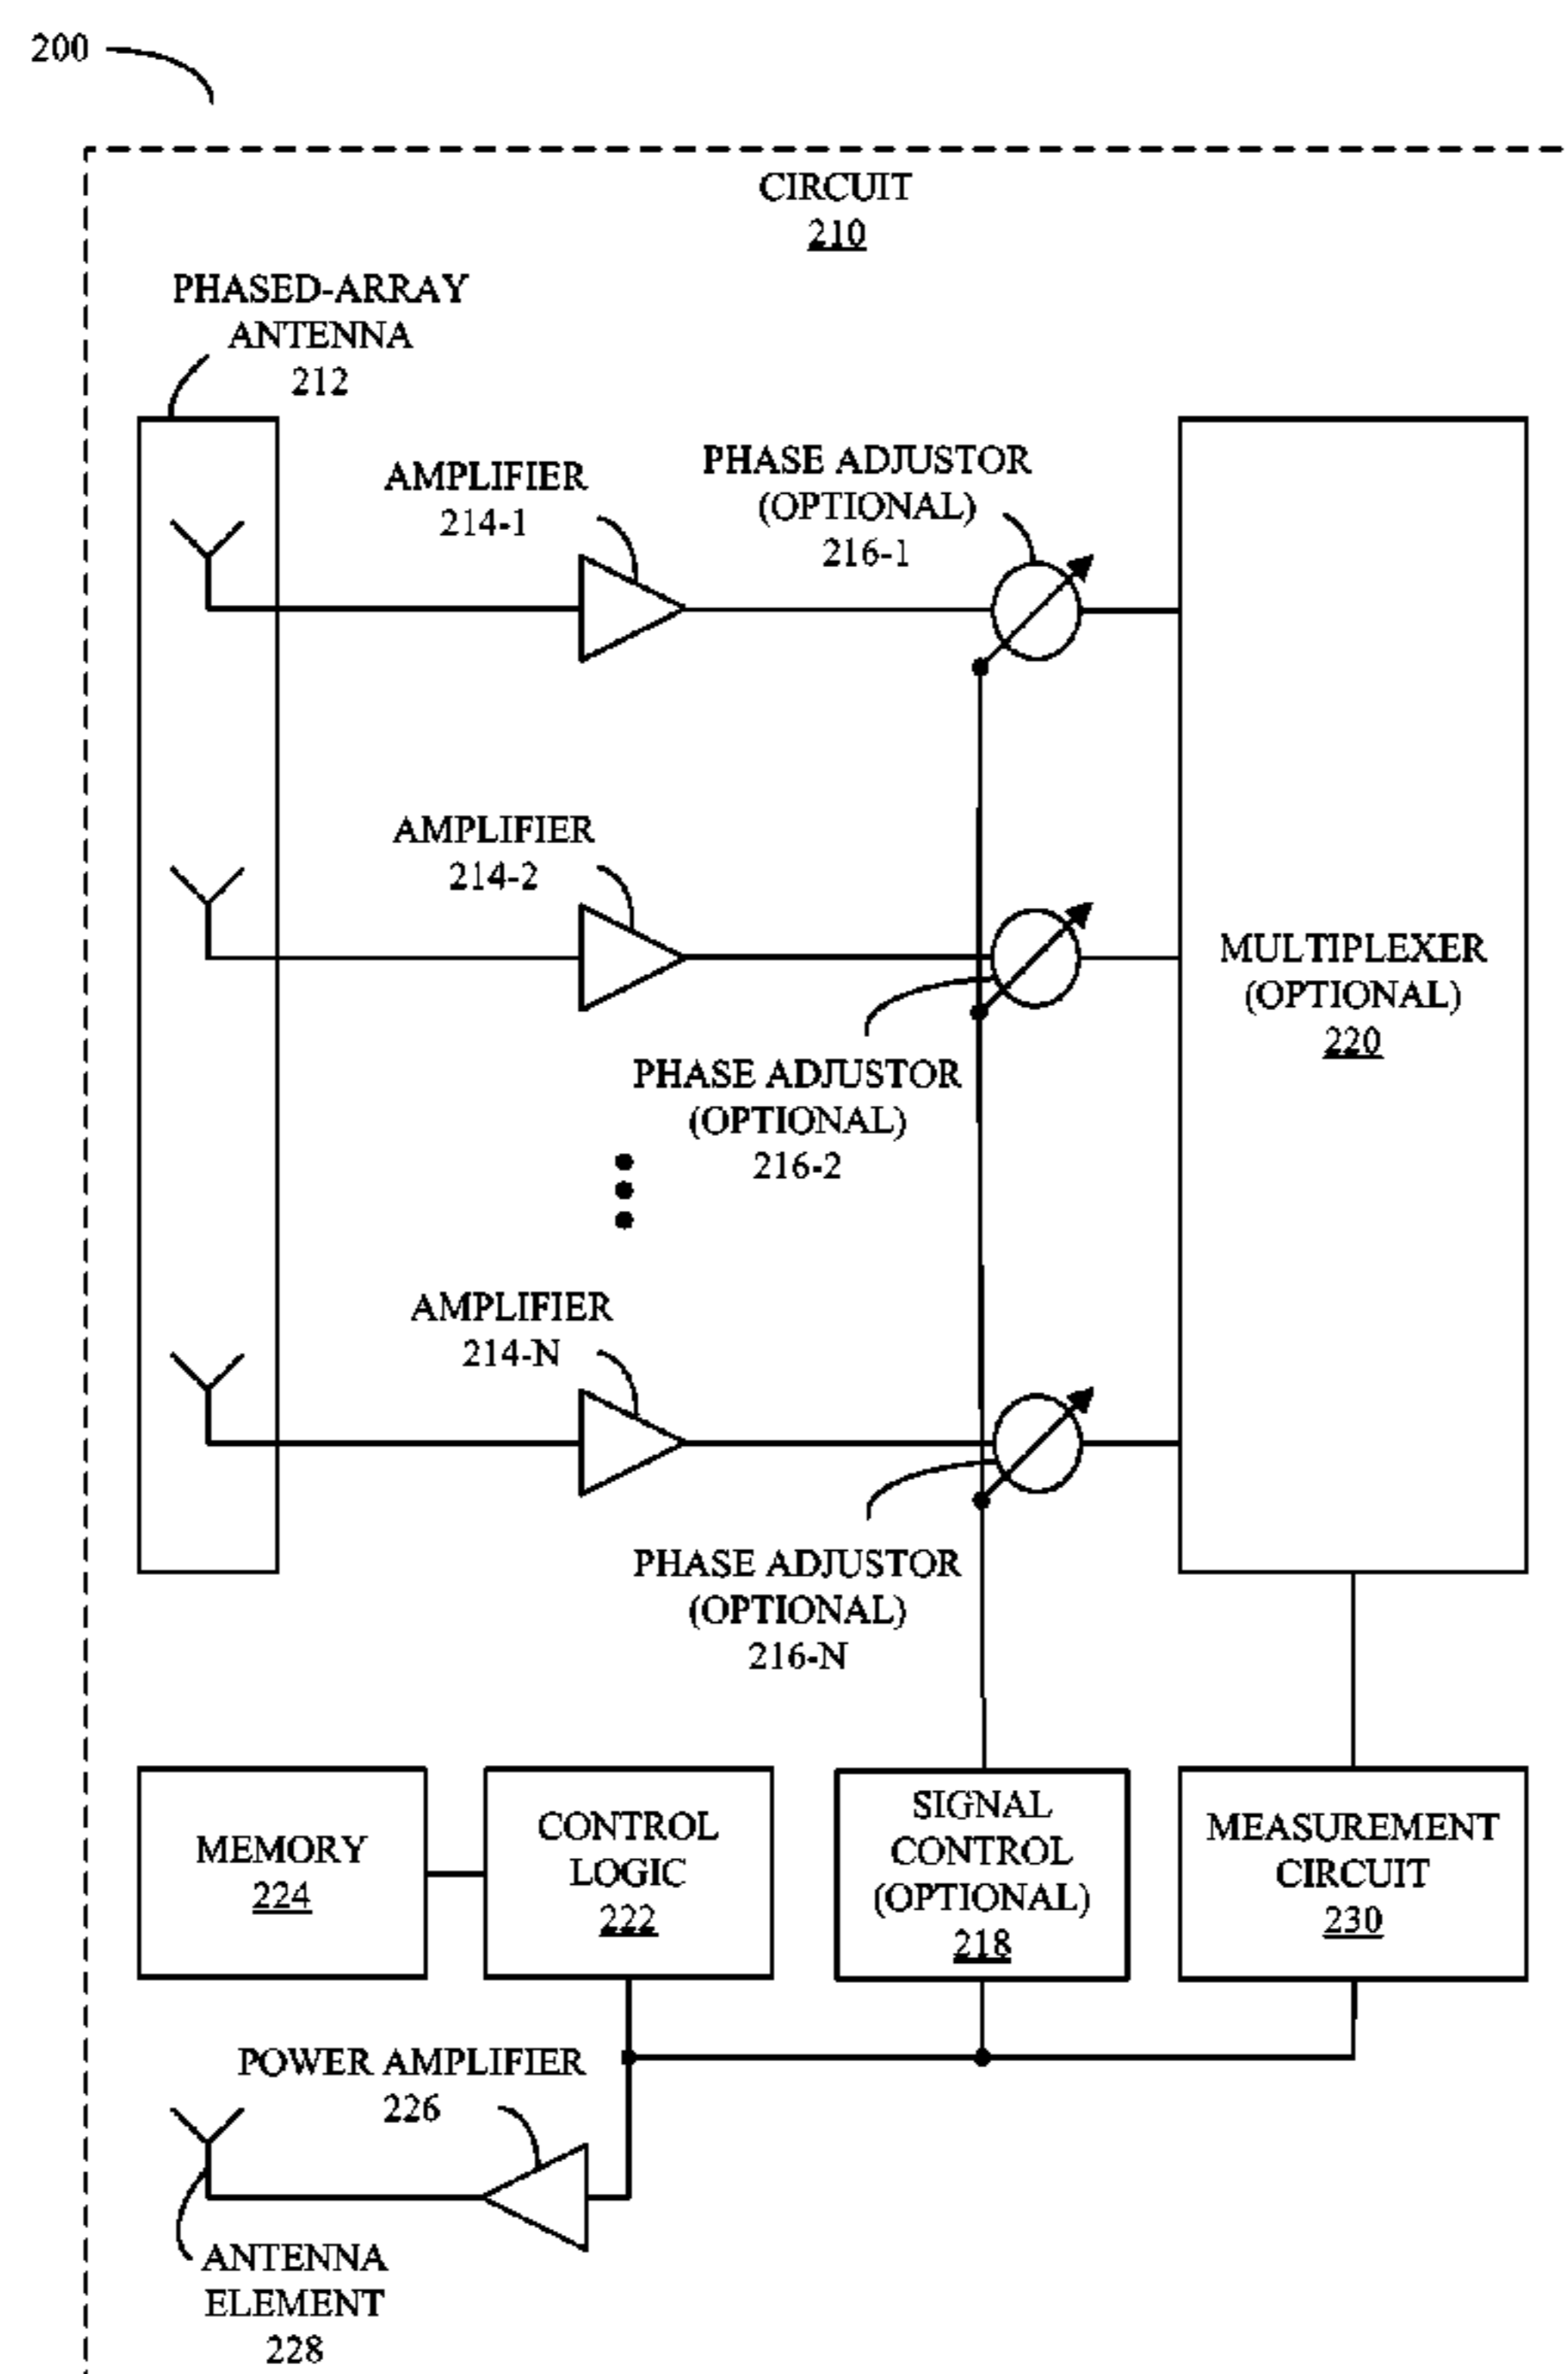 200
CIRCUIT
210
PHASED-ARRAY
ANTENNA
212
AMPLIFIER
214-1
PHASE ADJUSTOR
(OPTIONAL)
216-1
AMPLIFIER
214-2
PHASE ADJUSTOR
(OPTIONAL)
216-2
MULTIPLEXER
(OPTIONAL)
220
AMPLIFIER
214-N
PHASE ADJUSTOR
(OPTIONAL)
216-N
MEMORY
224
CONTROL
LOGIC
222
SIGNAL
CONTROL
(OPTIONAL)
218
MEASUREMENT
CIRCUIT
230
POWER AMPLIFIER
226
ANTENNA
ELEMENT
228